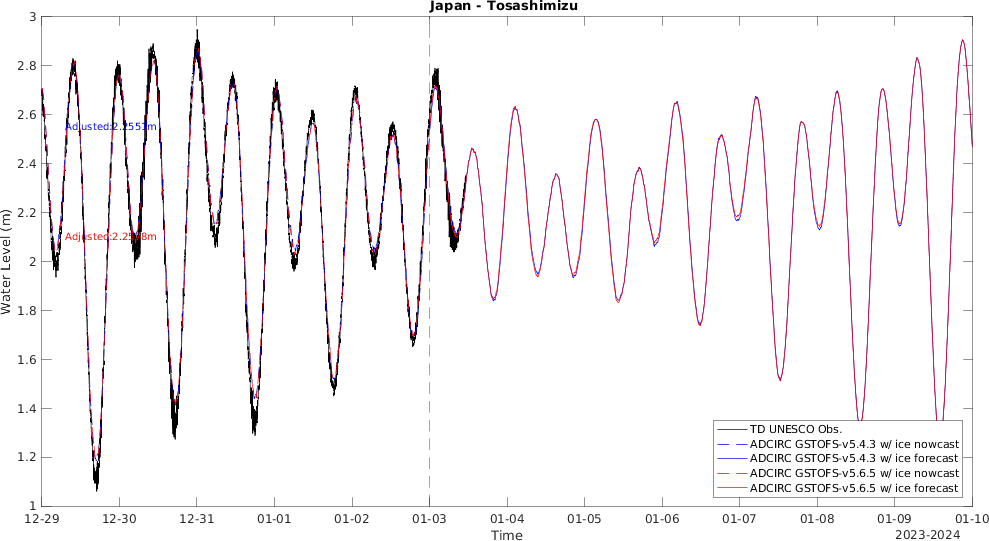 Japan - Tosashimizu
Water Level (m)
3
2.8
2.6
2.4
2.2
2
1.8
1.6
1.4
1.2
1
Adjusted:2.2551m
12-29
12-30
12-31
01-01
01-02
01-03
01-04
01-05
01-06
01-07
01-08
01-09
01-10
Time
2023-2024
TD UNESCO Obs.
ADCIRC GSTOFS-v5.4.3 w/ ice nowcast
ADCIRC GSTOFS-v5.4.3 w/ ice forecast
ADCIRC GSTOFS-v5.6.5 w/ ice nowcast
ADCIRC GSTOFS-v5.6.5 w/ ice forecast